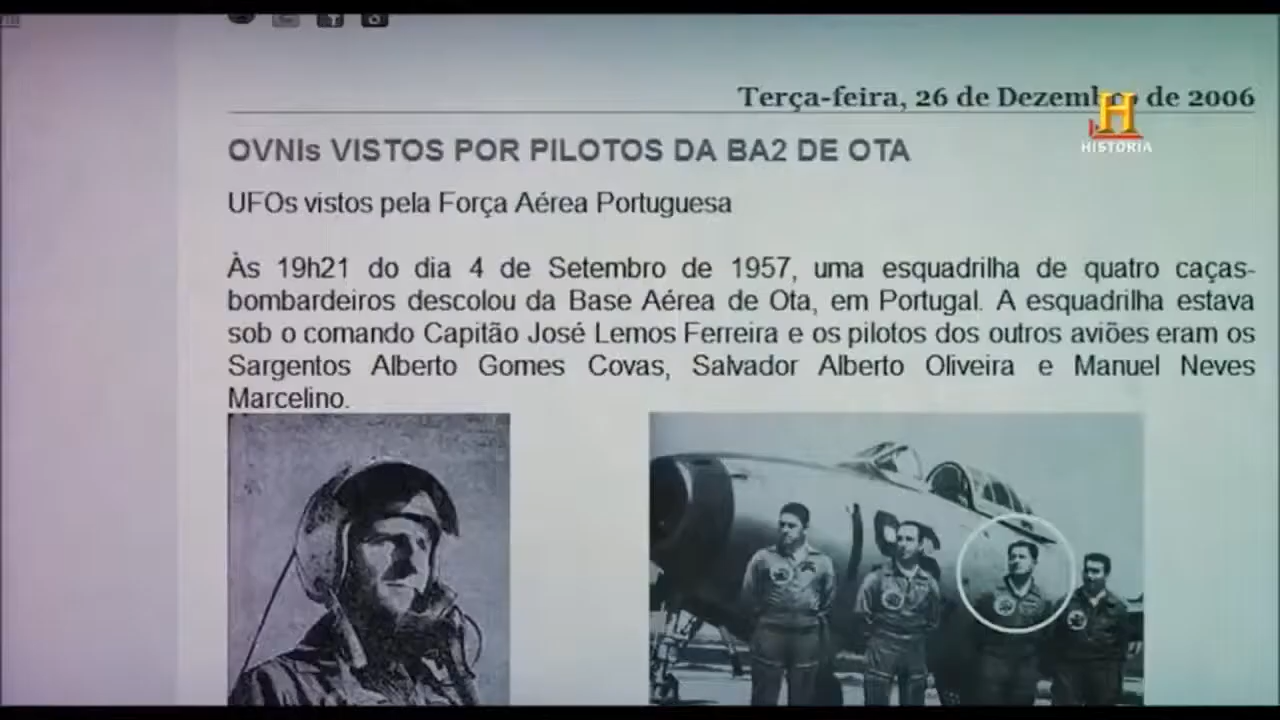 Terça-feira, 26 de Dezembro de 2006
H
HISTORIA
OVNIs VISTOS POR PILOTOS DA BA2 DE OTA
UFOs vistos pela Força Aérea Portuguesa
Às 19h21 do dia 4 de Setembro de 1957, uma esquadrilha de quatro caças-
bombardeiros descolou da Base Aérea de Ota, em Portugal. A esquadrilha estava
sob o comando Capitão José Lemos Ferreira e os pilotos dos outros aviões eram os
Sargentos Alberto Gomes Covas, Salvador Alberto Oliveira e Manuel Neves
Marcelino.